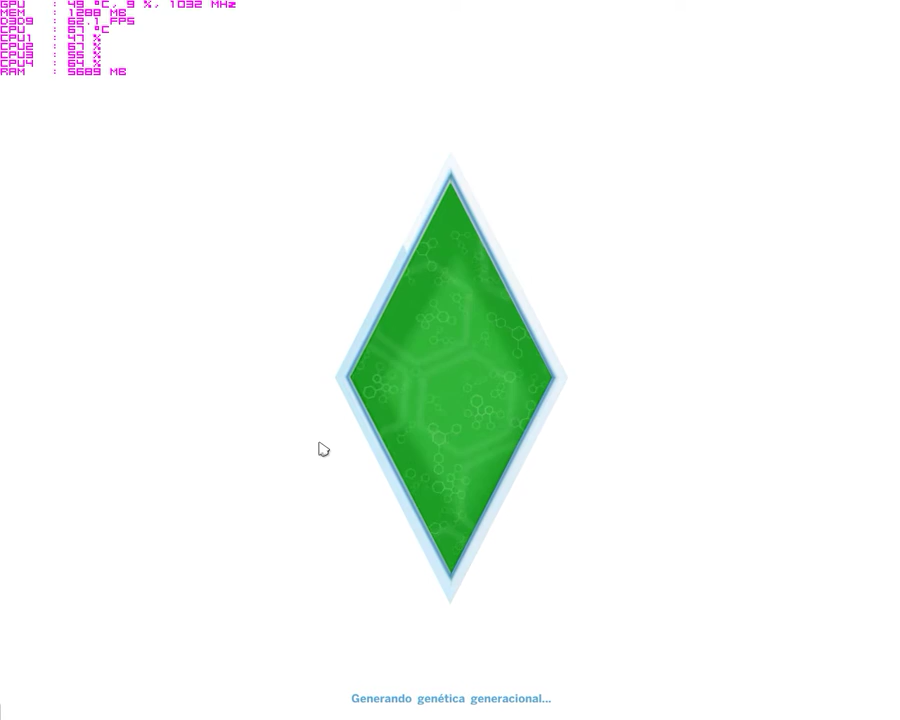 GPU : 49 °C, 9 %, 1032 MHz
MEM : 1288 MB
D3D9 : 62.1 FPS
CPU : 67 °C
CPU1 : 47 %
CPU2 : 67 %
CPU3 : 55 %
CPU4 : 64 %
RAM : 5689 MB
Generando genética generacional...